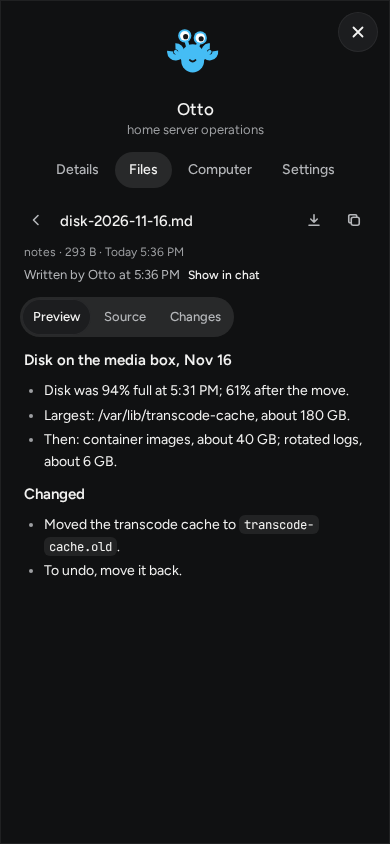 Otto
home server operations
Details Files Computer Settings
disk-2026-11-16.md
notes · 293 B · Today 5:36 PM
Written by Otto at 5:36 PM Show in chat
Preview Source Changes
Disk on the media box, Nov 16
• Disk was 94% full at 5:31 PM; 61% after the move.
• Largest: /var/lib/transcode-cache, about 180 GB.
• Then: container images, about 40 GB; rotated logs,
about 6 GB.
Changed
• Moved the transcode cache to transcode-
cache.old.
• To undo, move it back.